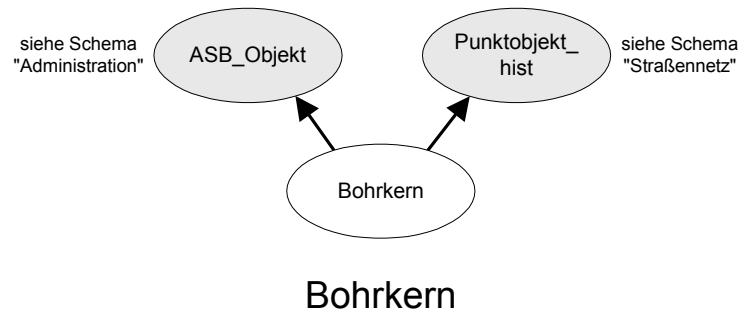 siehe Schema
"Administration"
ASB_Objekt
Punktobjekt_
hist
siehe Schema
"Straßennetz"
Bohrkern
Bohrkern